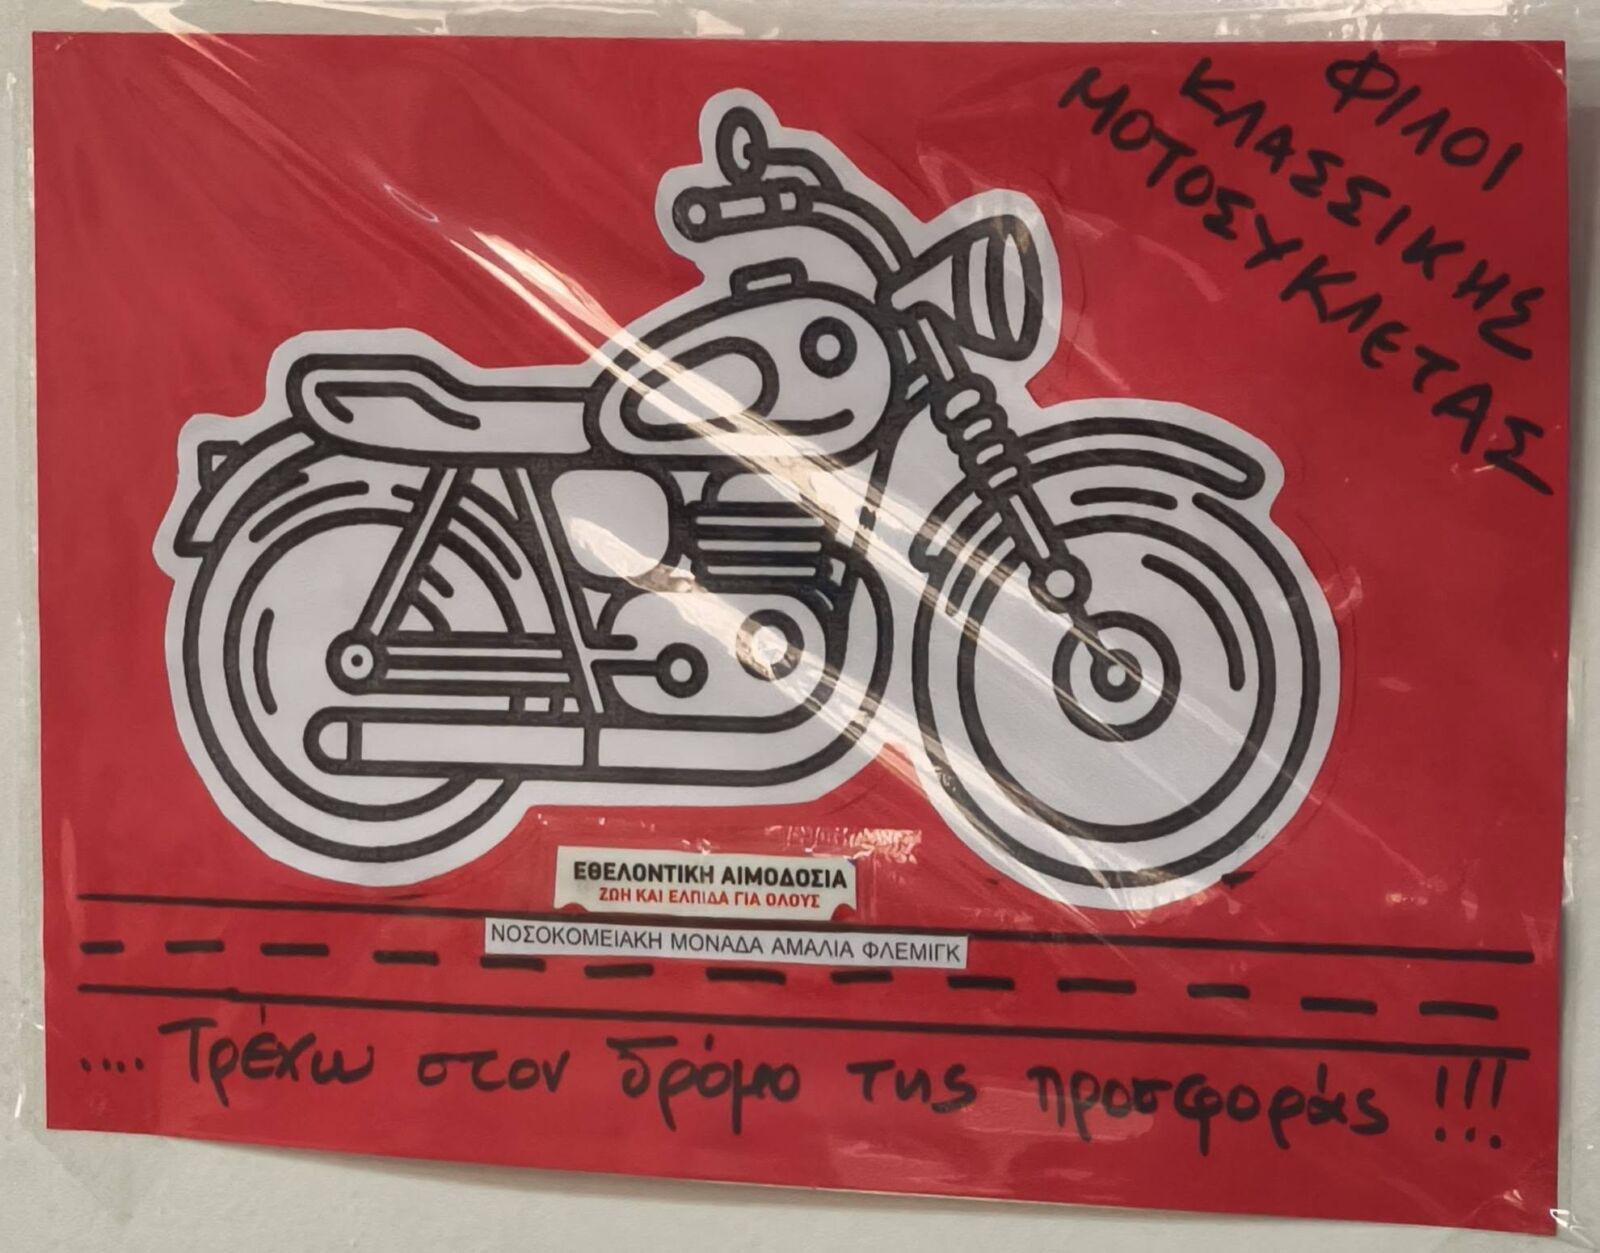 ΦΙΛΟΙ
ΚΛΑΣΣΙΚΗΣ
ΜΟΤΟΣΥΚΛΕΤΑΣ
ΕΘΕΛΟΝΤΙΚΗ ΑΙΜΟΔΟΣΙΑ
ΖΩΗ ΚΑΙ ΕΛΠΙΔΑ ΓΙΑ ΟΛΟΥΣ
ΝΟΣΟΚΟΜΕΙΑΚΗ ΜΟΝΑΔΑ ΑΜΑΛΙΑ ΦΛΕΜΙΓΚ
.... Τρέχω στον δρόμο της προσφοράς !!!